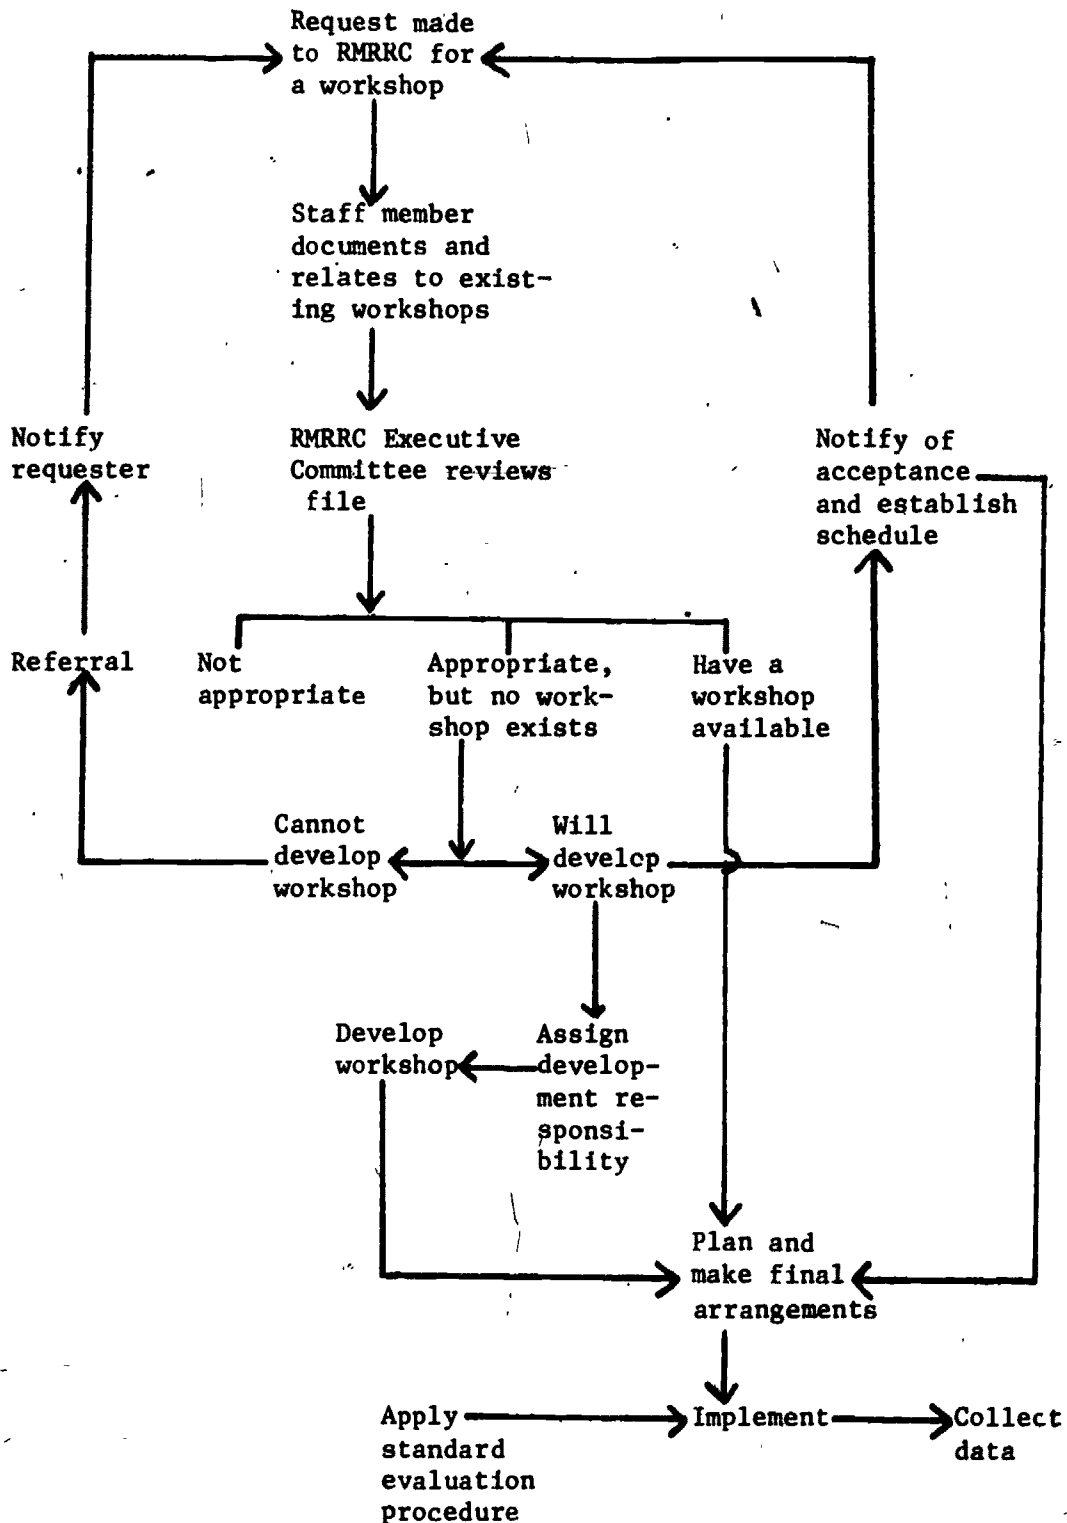 Request made
to RMRRC for
a workshop
Staff member
documents and
relates to exist-
ing workshops
Notify
requester
RMRRC Executive
Committee reviews
file
Notify of
acceptance
and establish
schedule
Referral
Not
appropriate
Appropriate,
but no work-
shop exists
Have a
workshop
available
Cannot
develop
workshop
Will
develop
workshop
Develop
workshop
Assign
develop-
ment re-
sponsi-
bility
Plan and
make final
arrangements
Apply
standard
evaluation
procedure
Implement
Collect
data